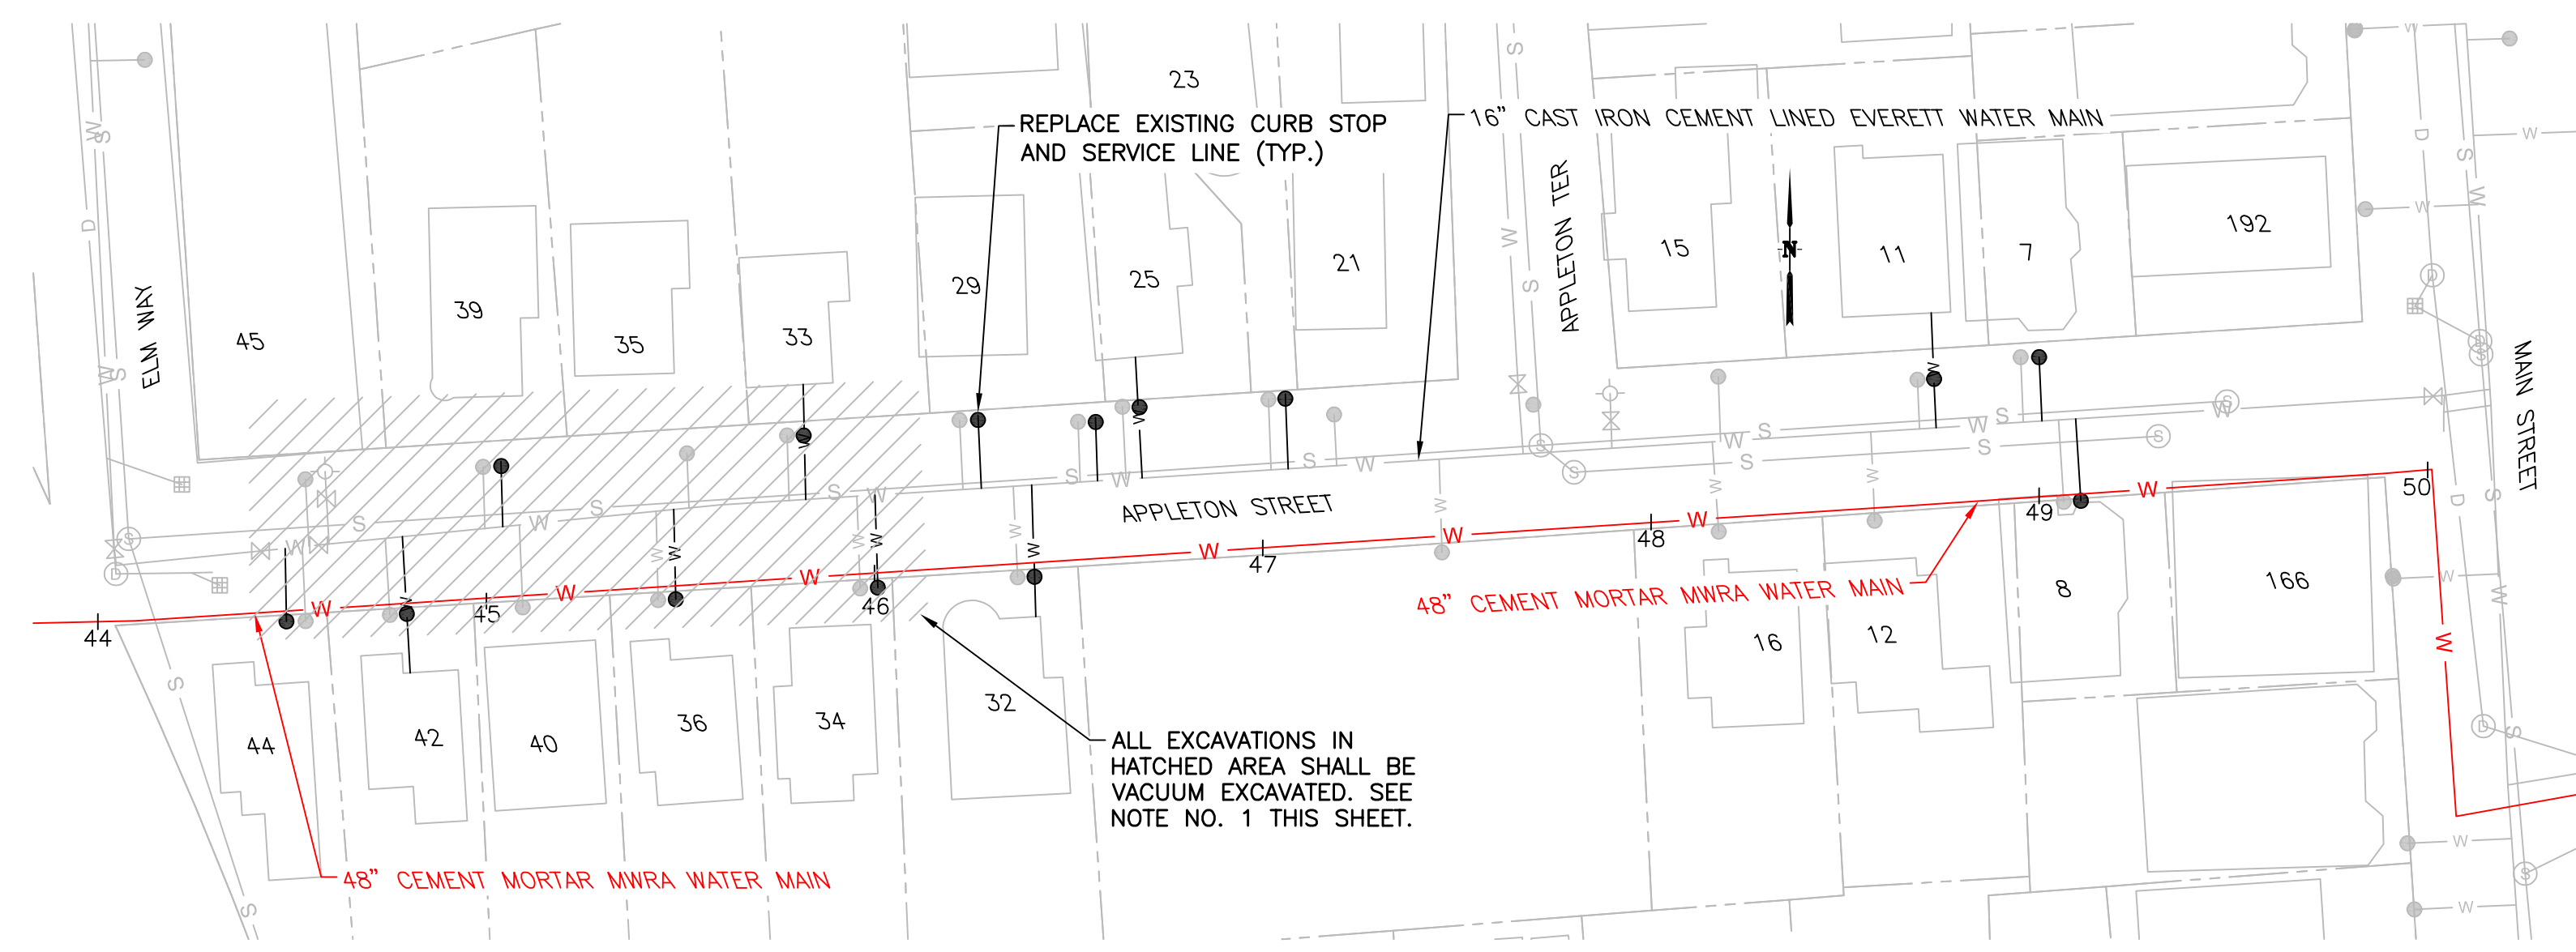 23
REPLACE EXISTING CURB STOP
AND SERVICE LINE (TYP.)
16” CAST IRON CEMENT LINED EVERETT WATER MAIN
ELM WAY
APPLETON TER
N
MAIN STREET
45
39
35
33
29
25
21
15
11
7
192
APPLETON STREET
44
45
46
47
48
49
50
48” CEMENT MORTAR MWRA WATER MAIN
44
42
40
36
34
32
16
12
8
166
ALL EXCAVATIONS IN
HATCHED AREA SHALL BE
VACUUM EXCAVATED. SEE
NOTE NO. 1 THIS SHEET.
48” CEMENT MORTAR MWRA WATER MAIN
W
S
D